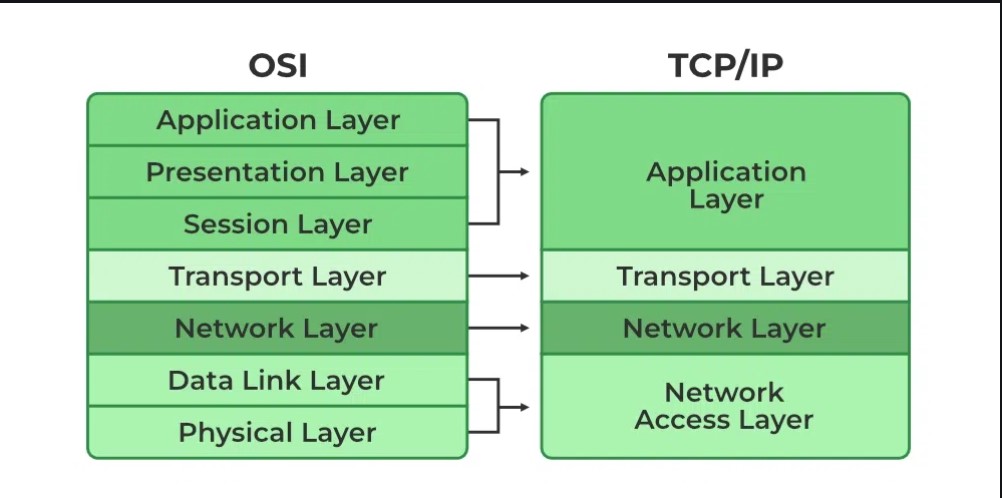 OSI
TCP/IP
Application Layer
Presentation Layer
Session Layer
Transport Layer
Network Layer
Data Link Layer
Physical Layer
Application
Layer
Transport Layer
Network Layer
Network
Access Layer